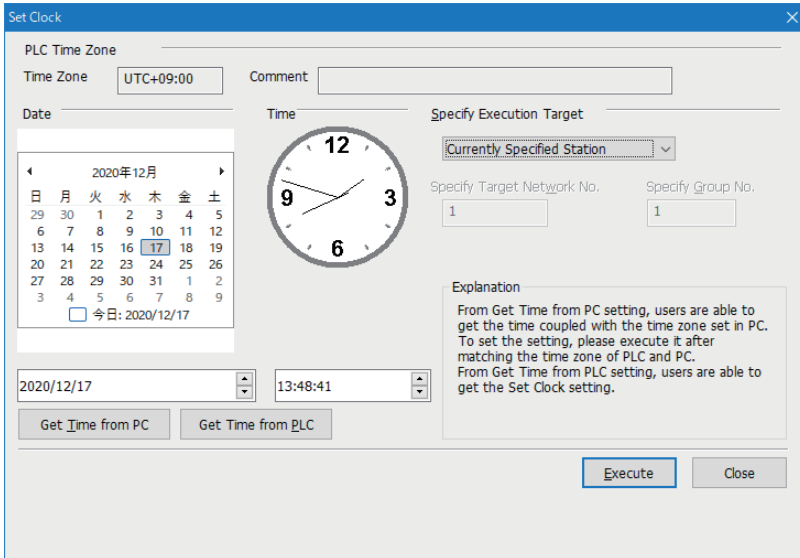 Set Clock
PLC Time Zone
Time Zone UTC+09:00 Comment
Date
2020年12月
日 月 火 水 木 金 土
29 30 1 2 3 4 5
6 7 8 9 10 11 12
13 14 15 16 17 18 19
20 21 22 23 24 25 26
27 28 29 30 31 1 2
3 4 5 6 7 8 9
今日: 2020/12/17
Time
12
9 3
6
Specify Execution Target
Currently Specified Station
Specify Target Network No. Specify Group No.
1 1
Explanation
From Get Time from PC setting, users are able to
get the time coupled with the time zone set in PC.
To set the setting, please execute it after
matching the time zone of PLC and PC.
From Get Time from PLC setting, users are able to
get the Set Clock setting.
2020/12/17 13:48:41
Get Time from PC Get Time from PLC
Execute Close